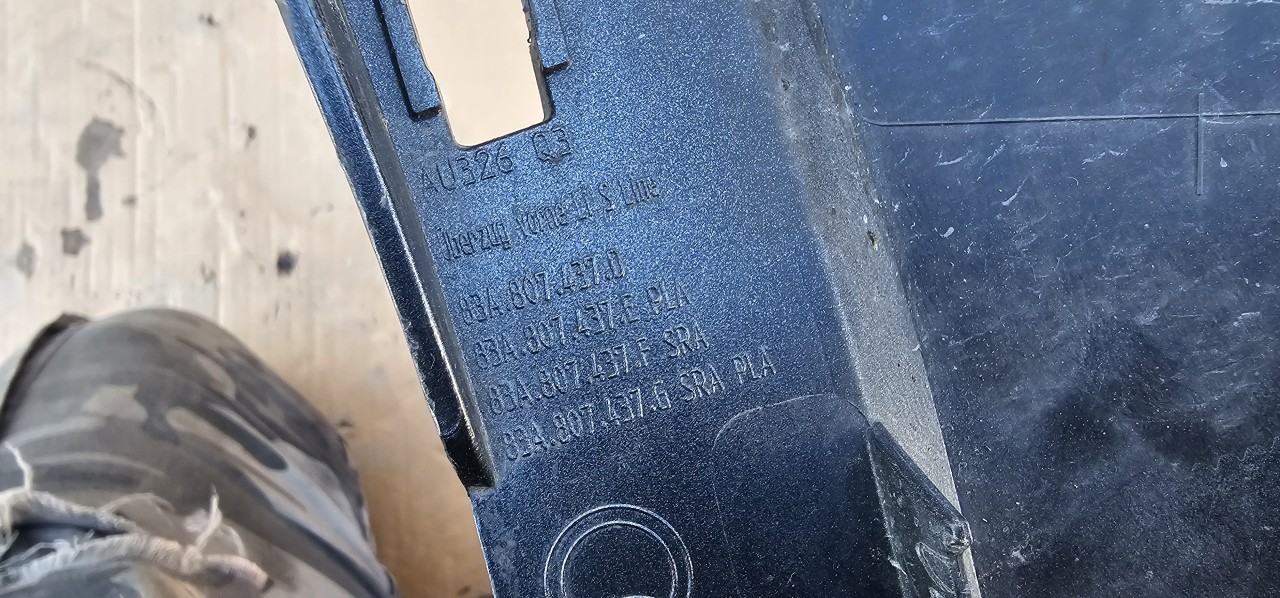 AU326 Q3
Überzug Vorne EI S Line
83A.807.437.D
83A.807.437.E PLA
83A.807.437.F SRA
83A.807.437.G SRA PLA